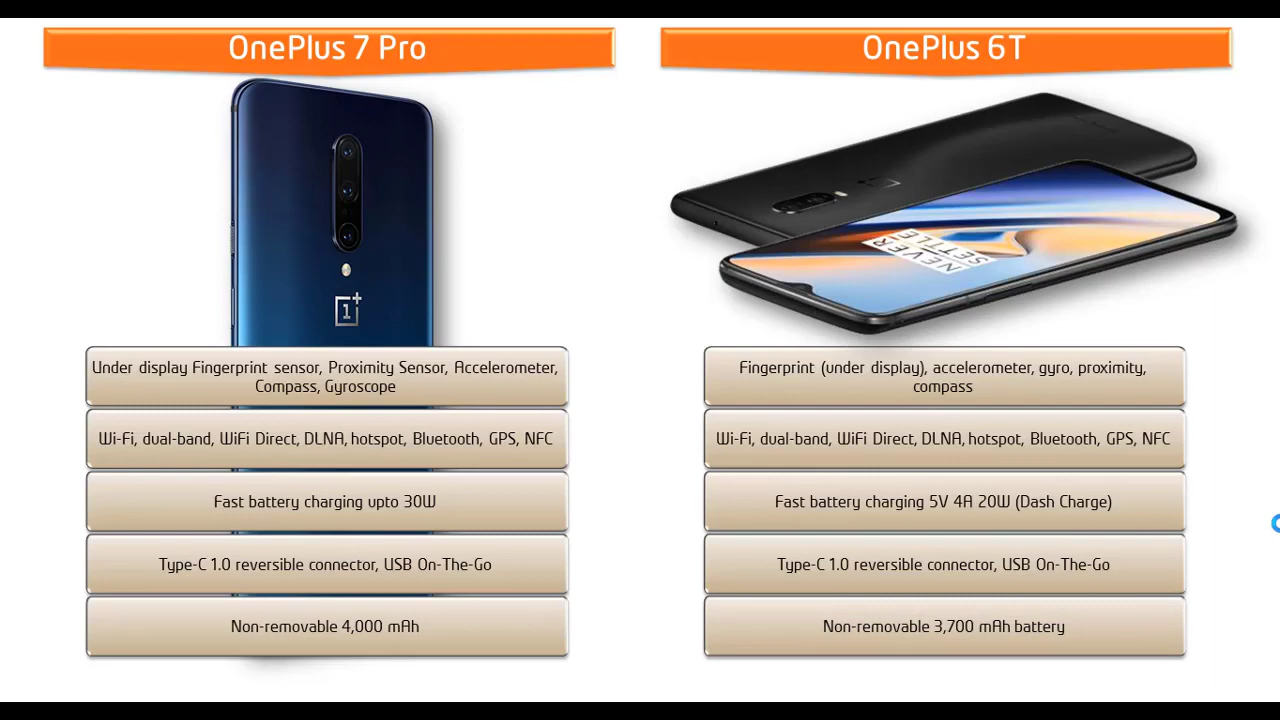 OnePlus 7 Pro
Under display Fingerprint sensor, Proximity Sensor, Accelerometer,
Compass, Gyroscope
Wi-Fi, dual-band, WiFi Direct, DLNA, hotspot, Bluetooth, GPS, NFC
Fast battery charging upto 30W
Type-C 1.0 reversible connector, USB On-The-Go
Non-removable 4,000 mAh
OnePlus 6T
NEVER
SETTLE
Fingerprint (under display), accelerometer, gyro, proximity,
compass
Wi-Fi, dual-band, WiFi Direct, DLNA, hotspot, Bluetooth, GPS, NFC
Fast battery charging 5V 4A 20W (Dash Charge)
Type-C 1.0 reversible connector, USB On-The-Go
Non-removable 3,700 mAh battery